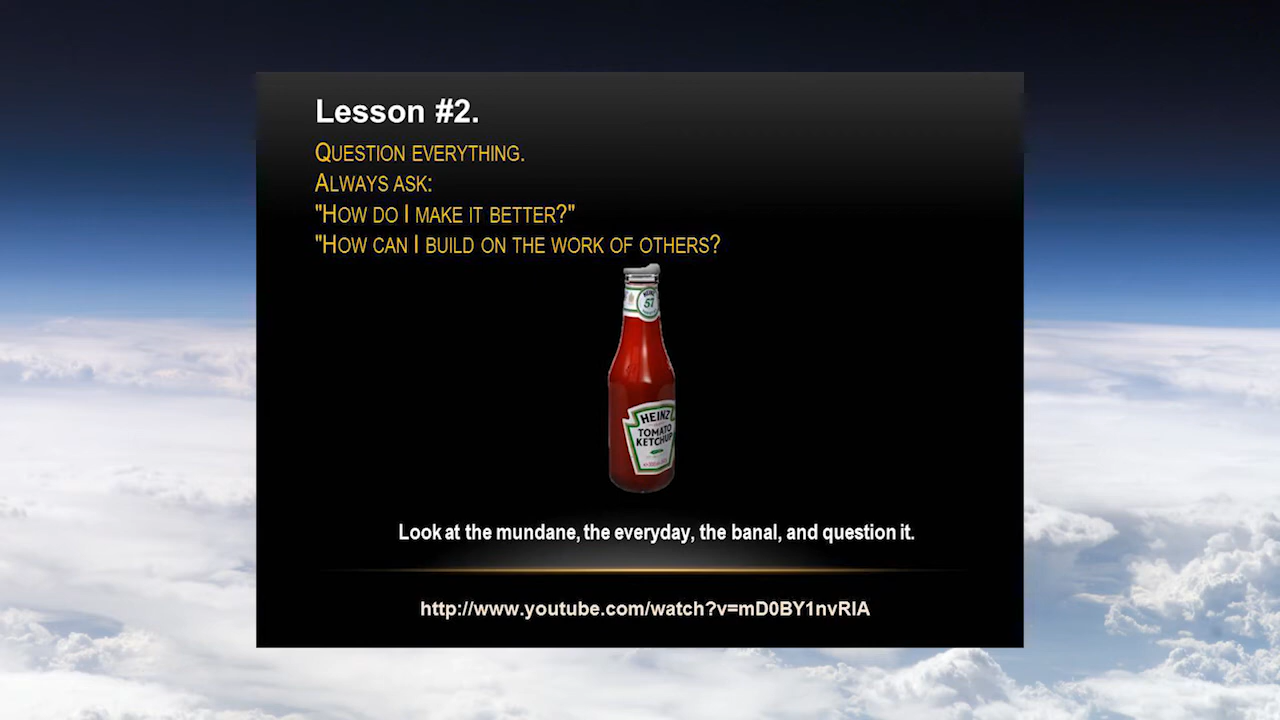 Lesson #2.
QUESTION EVERYTHING.
ALWAYS ASK:
"HOW DO I MAKE IT BETTER?"
"HOW CAN I BUILD ON THE WORK OF OTHERS?
HEINZ
57
HEINZ
TOMATO
KETCHUP
Look at the mundane, the everyday, the banal, and question it.
http://www.youtube.com/watch?v=mD0BY1nvRIA